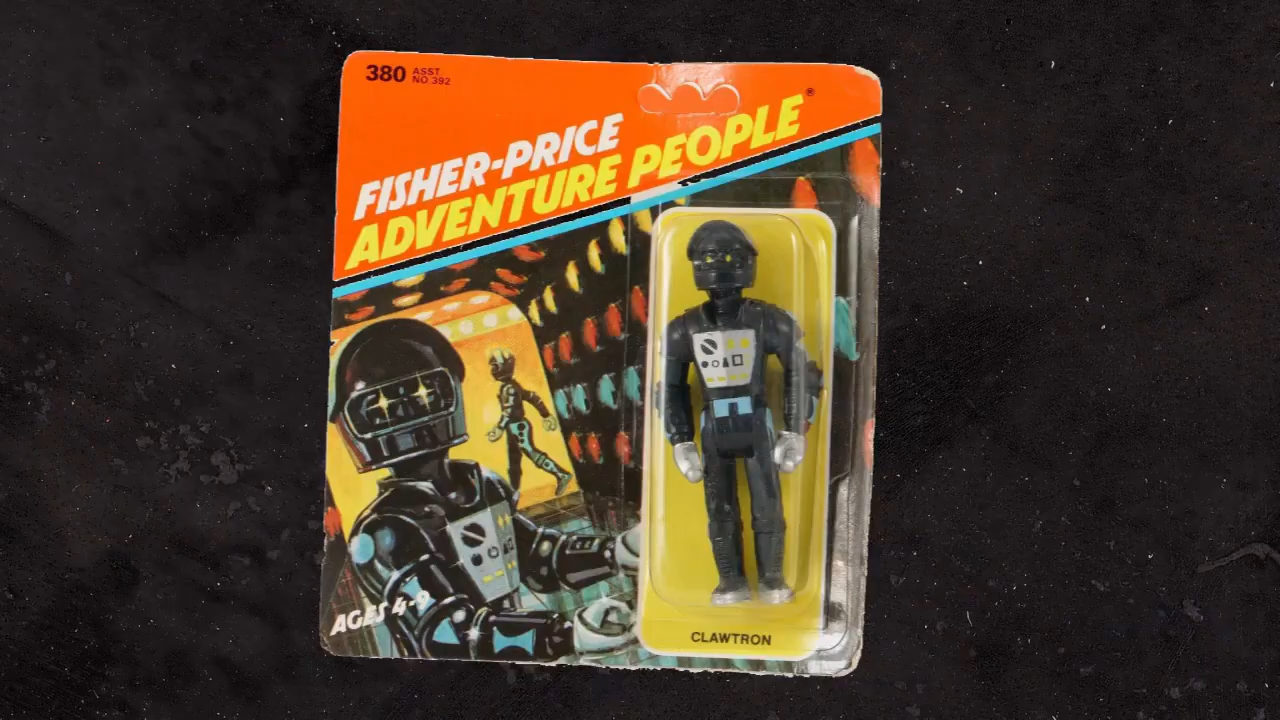 380 ASST.
NO.392
FISHER-PRICE
ADVENTURE PEOPLE®
AGES 4-9
CLAWTRON